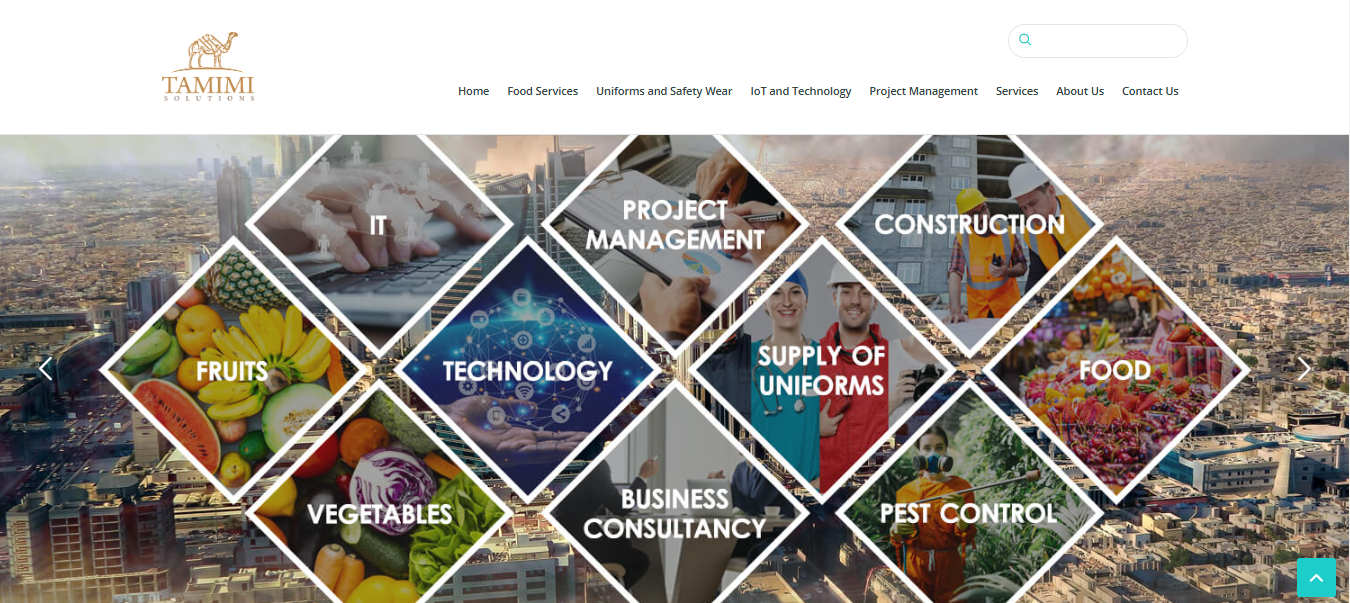 TAMIMI
SOLUTIONS
Home Food Services Uniforms and Safety Wear IoT and Technology Project Management Services About Us Contact Us
IT
PROJECT
MANAGEMENT
CONSTRUCTION
FRUITS
TECHNOLOGY
SUPPLY OF
UNIFORMS
FOOD
VEGETABLES
BUSINESS
CONSULTANCY
PEST CONTROL